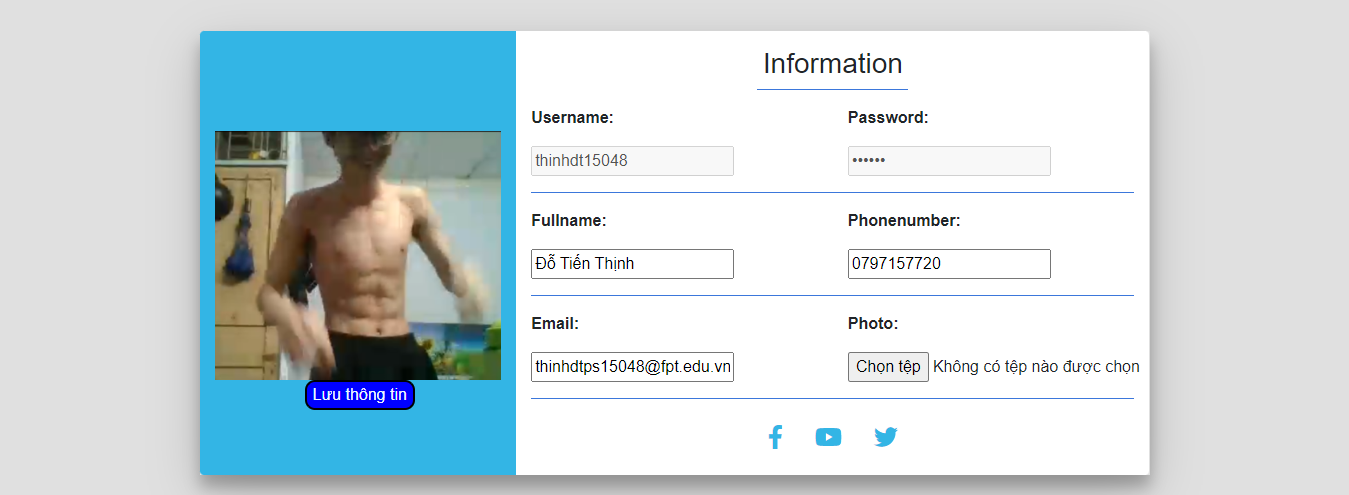 Information
Username:
Password:
thinhdt15048
••••••
Fullname:
Phonenumber:
Đỗ Tiến Thịnh
0797157720
Email:
Photo:
thinhdtps15048@fpt.edu.vn
Chọn tệp Không có tệp nào được chọn
Lưu thông tin